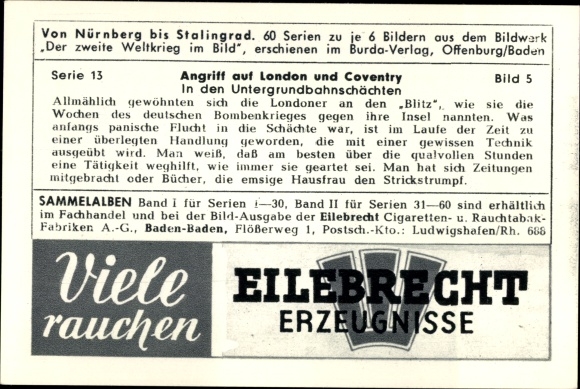 Von Nürnberg bis Stalingrad. 60 Serien zu je 6 Bildern aus dem Bildwerk
„Der zweite Weltkrieg im Bild", erschienen im Burda-Verlag, Offenburg/Baden
Serie 13 Angriff auf London und Coventry Bild 5
In den Untergrundbahnschächten
Allmählich gewöhnten sich die Londoner an den „Blitz", wie sie die
Wochen des deutschen Bombenkrieges gegen ihre Insel nannten. Was
anfangs panische Flucht in die Schächte war, ist im Laufe der Zeit zu
einer überlegten Handlung geworden, die mit einer gewissen Technik
ausgeübt wird. Man weiß, daß am besten über die qualvollen Stunden
eine Tätigkeit weghilft, wie immer sie geartet sei. Man hat sich Zeitungen
mitgebracht oder Bücher, die emsige Hausfrau den Strickstrumpf.
SAMMELALBEN Band I für Serien 1—30, Band II für Serien 31—60 sind erhältlich
im Fachhandel und bei der Bild-Ausgabe der Eilebrecht Cigaretten- u. Rauchtabak-
Fabriken A.-G., Baden-Baden, Flößerweg 1, Postsch.-Kto.: Ludwigshafen/Rh. 688
Viele
rauchen
EILEBRECHT
ERZEUGNISSE